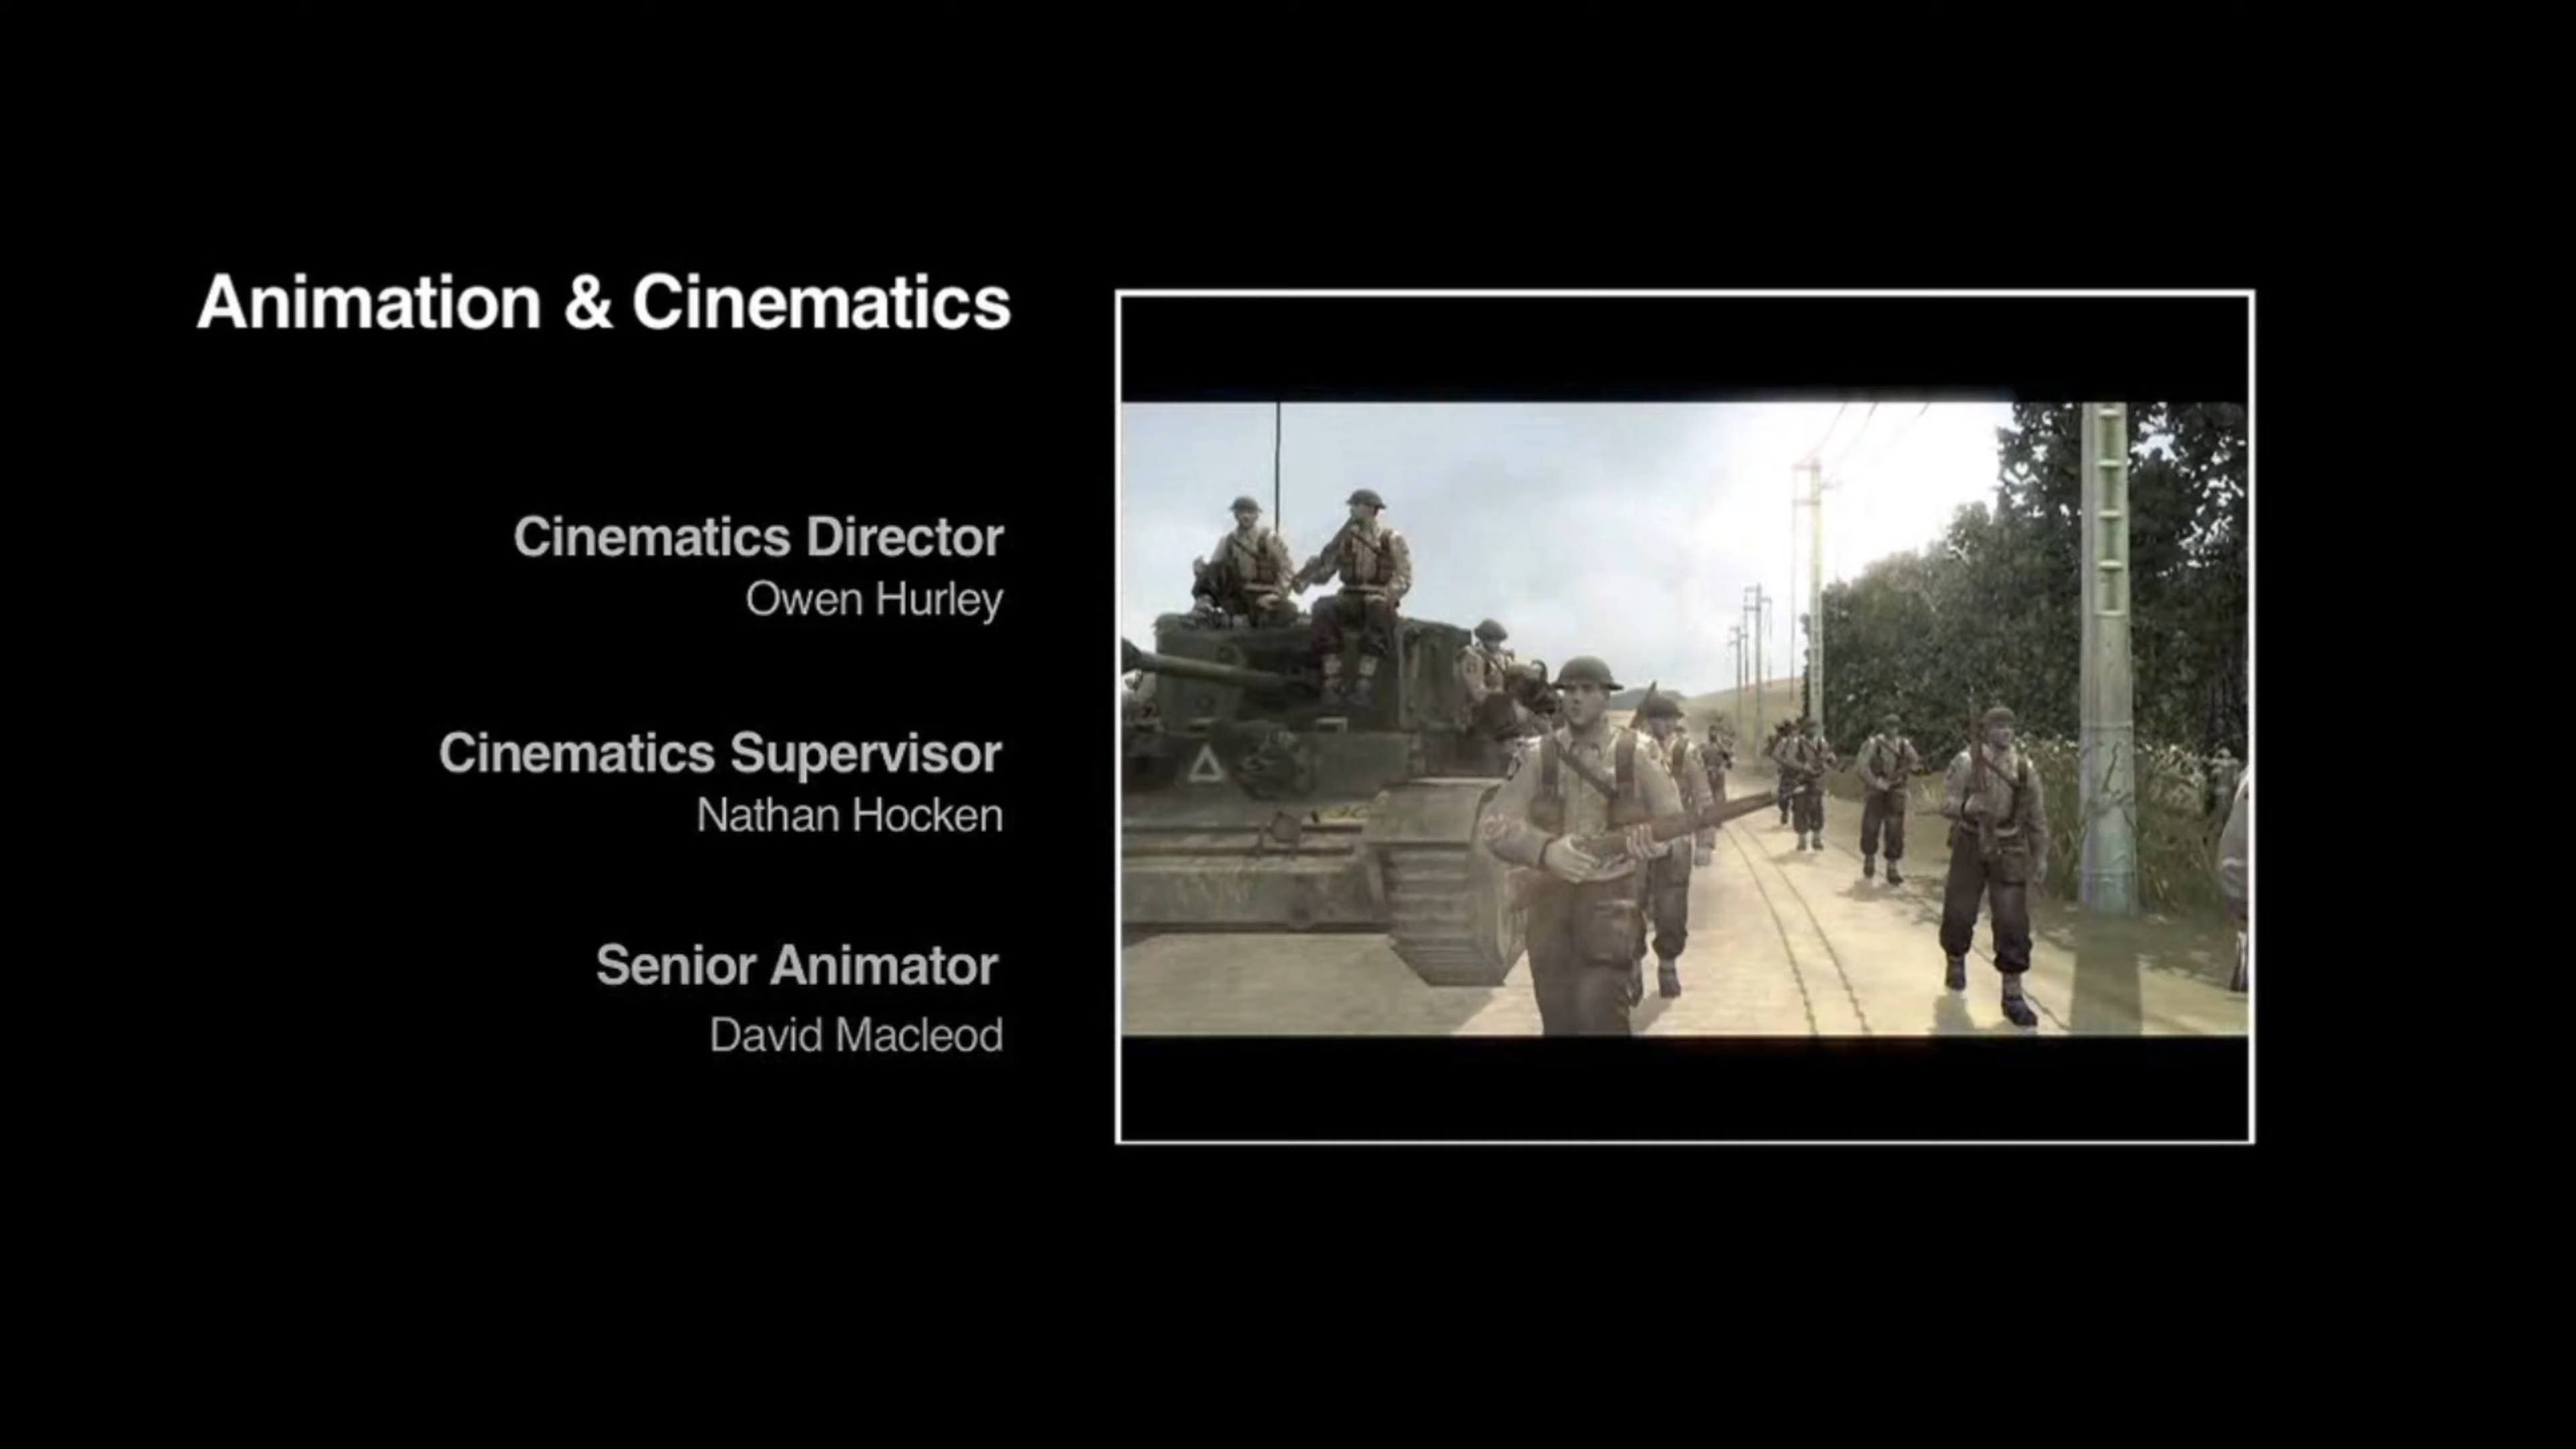 Animation & Cinematics
Cinematics Director
Owen Hurley
Cinematics Supervisor
Nathan Hocken
Senior Animator
David Macleod